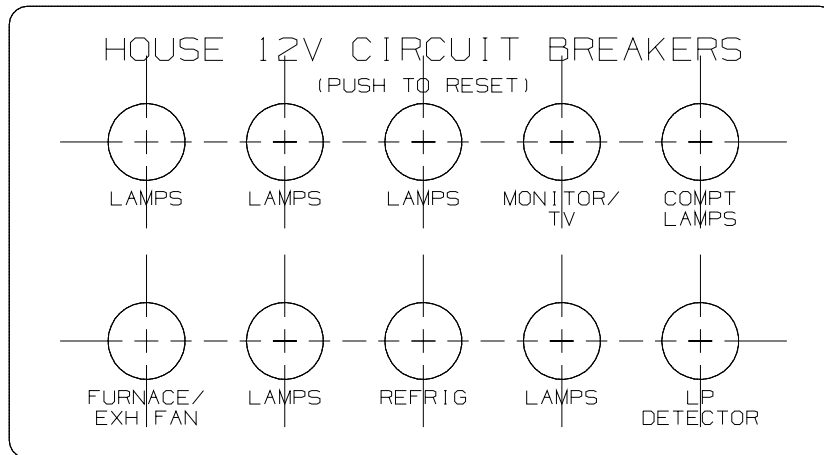 HOUSE 12V CIRCUIT BREAKERS
(PUSH TO RESET)
LAMPS LAMPS LAMPS MONITOR/ COMPT
TV LAMPS
FURNACE/ LAMPS REFRIG LAMPS LP
EXH FAN DETECTOR